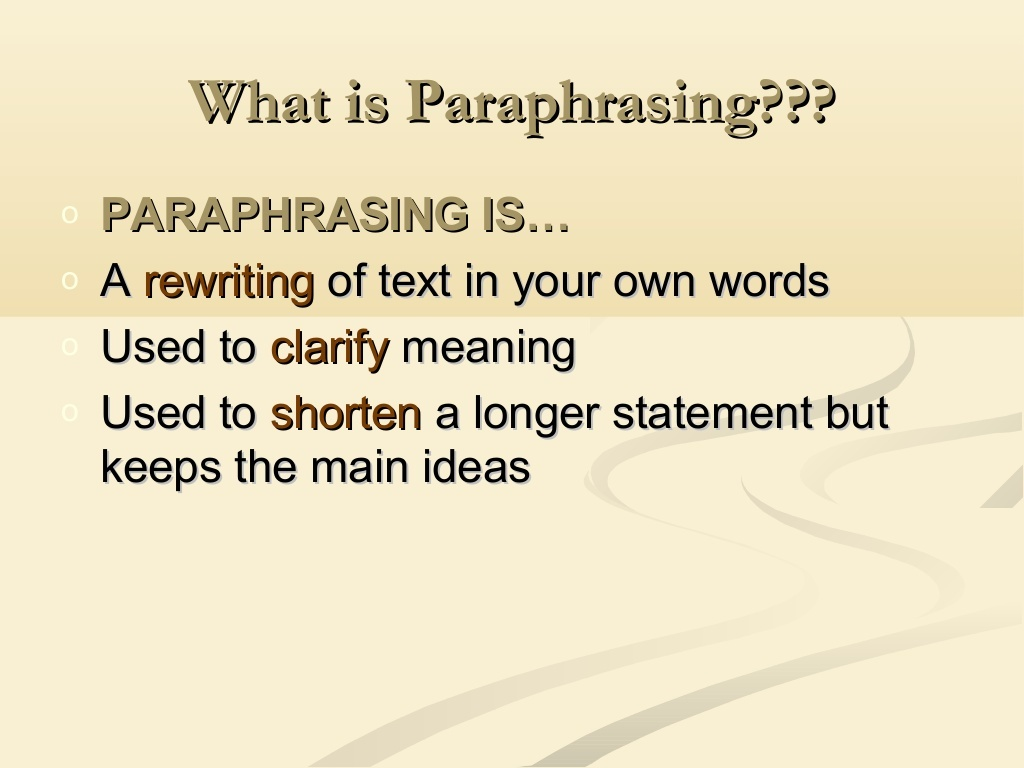 What is Paraphrasing???
o PARAPHRASING IS…
o A rewriting of text in your own words
o Used to clarify meaning
o Used to shorten a longer statement but
keeps the main ideas